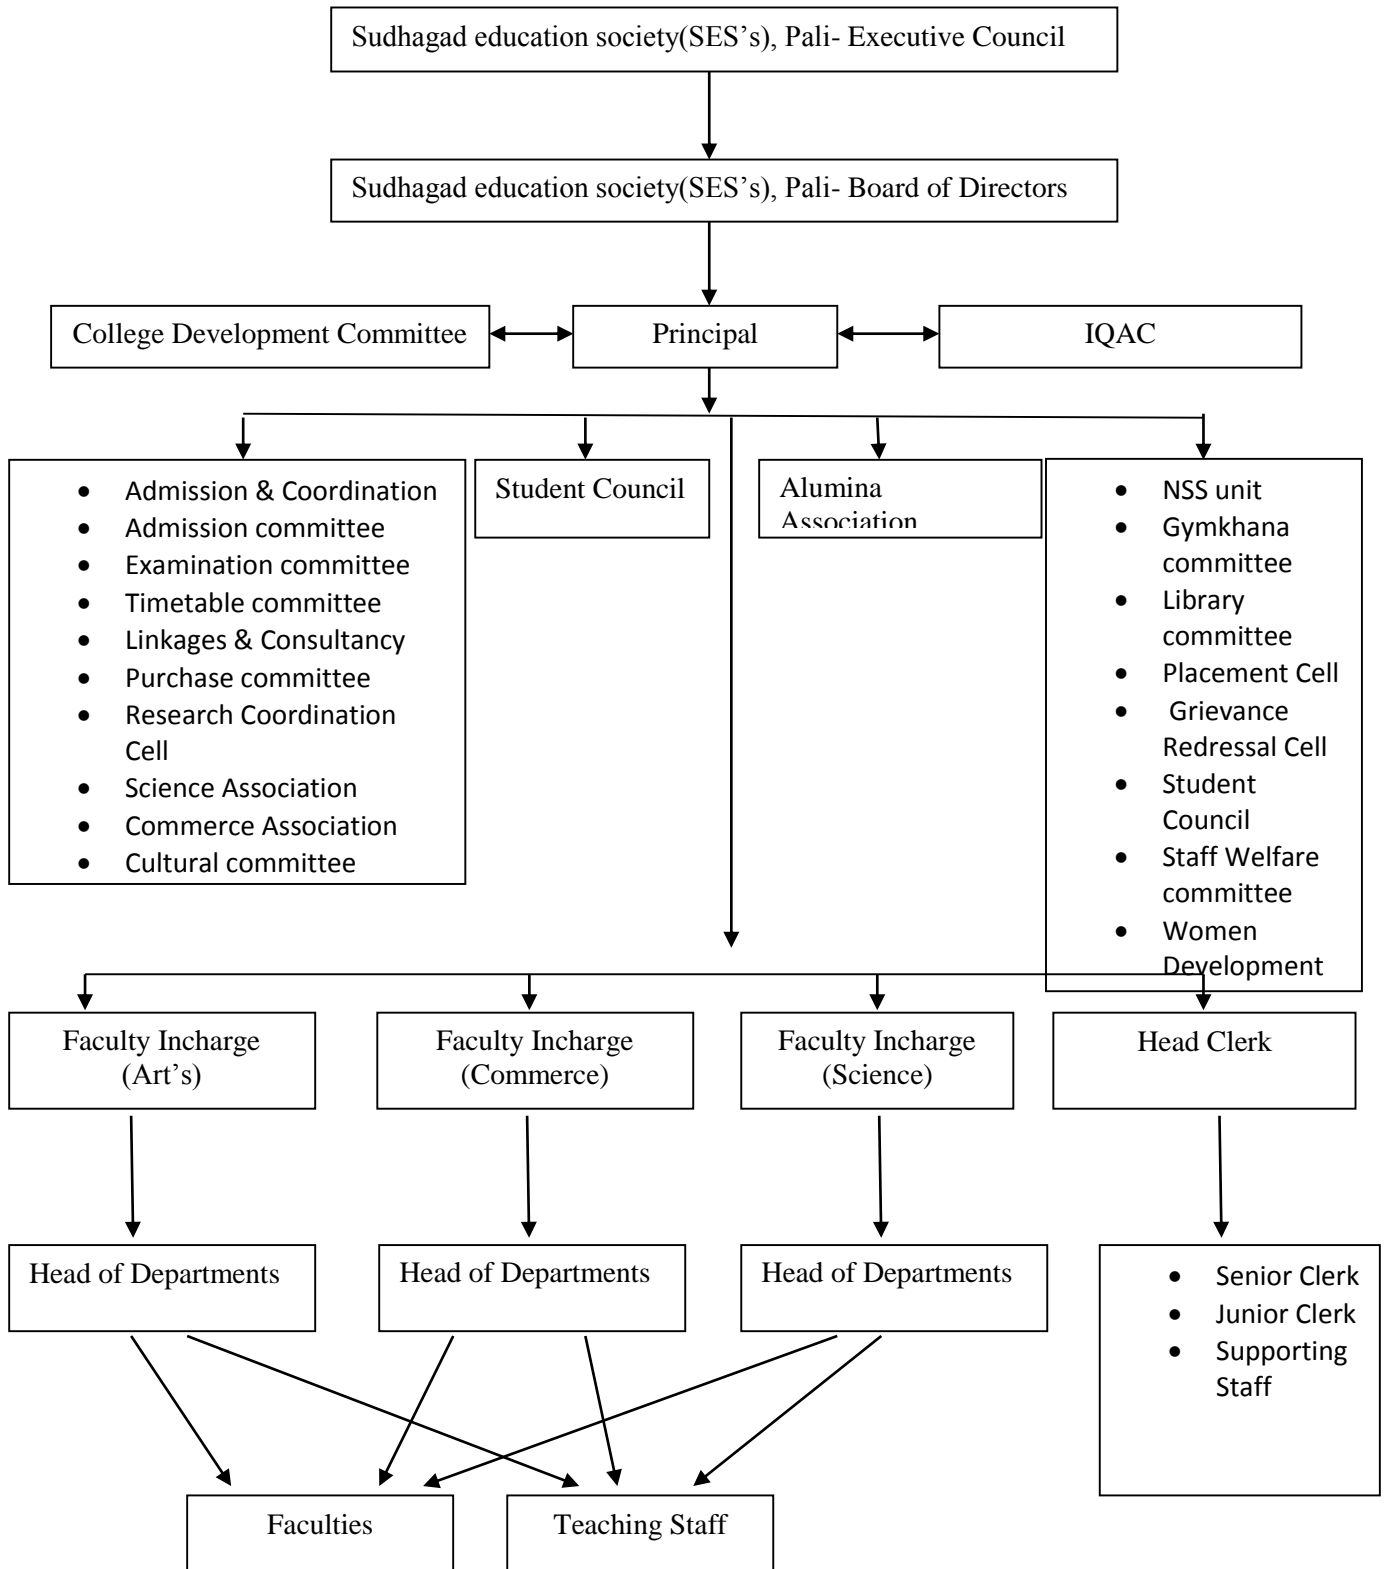 Sudhagad education society(SES’s), Pali- Executive Council
Sudhagad education society(SES’s), Pali- Board of Directors
College Development Committee
Principal
IQAC
• Admission & Coordination
• Admission committee
• Examination committee
• Timetable committee
• Linkages & Consultancy
• Purchase committee
• Research Coordination
Cell
• Science Association
• Commerce Association
• Cultural committee
Student Council
Alumina
Association
• NSS unit
• Gymkhana
committee
• Library
committee
• Placement Cell
• Grievance
Redressal Cell
• Student
Council
• Staff Welfare
committee
• Women
Development
Faculty Incharge
(Art’s)
Faculty Incharge
(Commerce)
Faculty Incharge
(Science)
Head Clerk
Head of Departments
Head of Departments
Head of Departments
• Senior Clerk
• Junior Clerk
• Supporting
Staff
Faculties
Teaching Staff